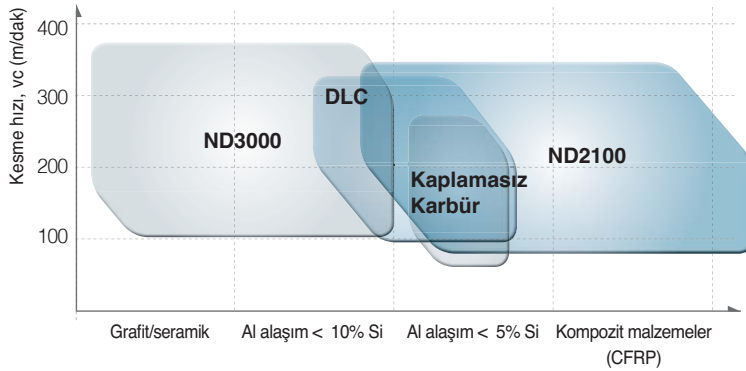 Kesme hızı, vc (m/dak)
400
300
200
100
ND3000
DLC
Kaplamasız
Karbür
ND2100
Grafit/seramik
Al alaşım < 10% Si
Al alaşım < 5% Si
Kompozit malzemeler
(CFRP)